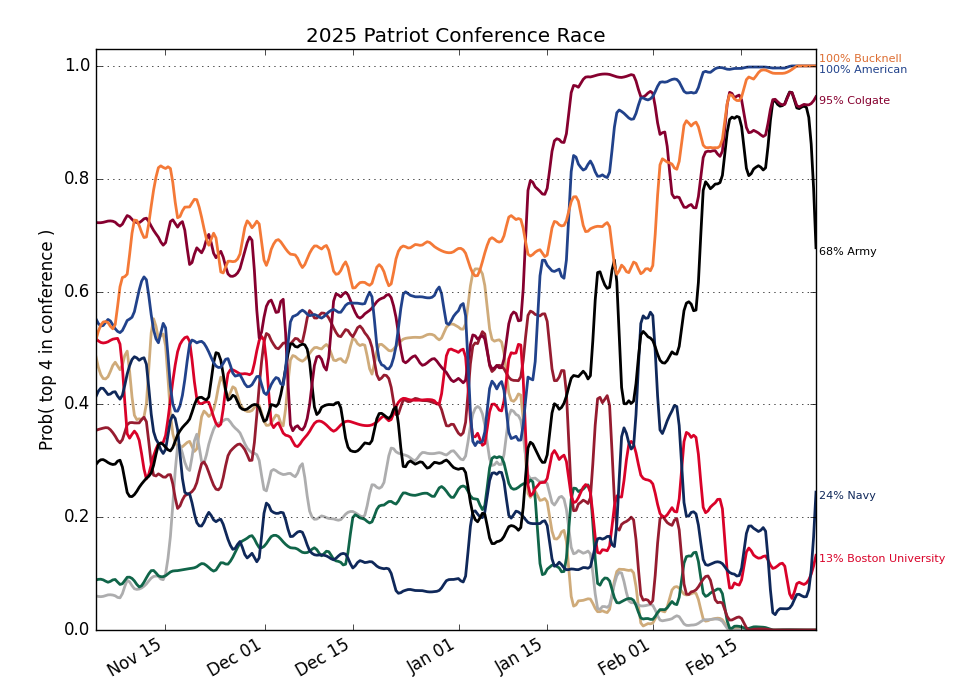 2025 Patriot Conference Race
Prob( top 4 in conference )
1.0
0.8
0.6
0.4
0.2
0.0
Nov 15
Dec 01
Dec 15
Jan 01
Jan 15
Feb 01
Feb 15
100% Bucknell
100% American
95% Colgate
68% Army
24% Navy
13% Boston University